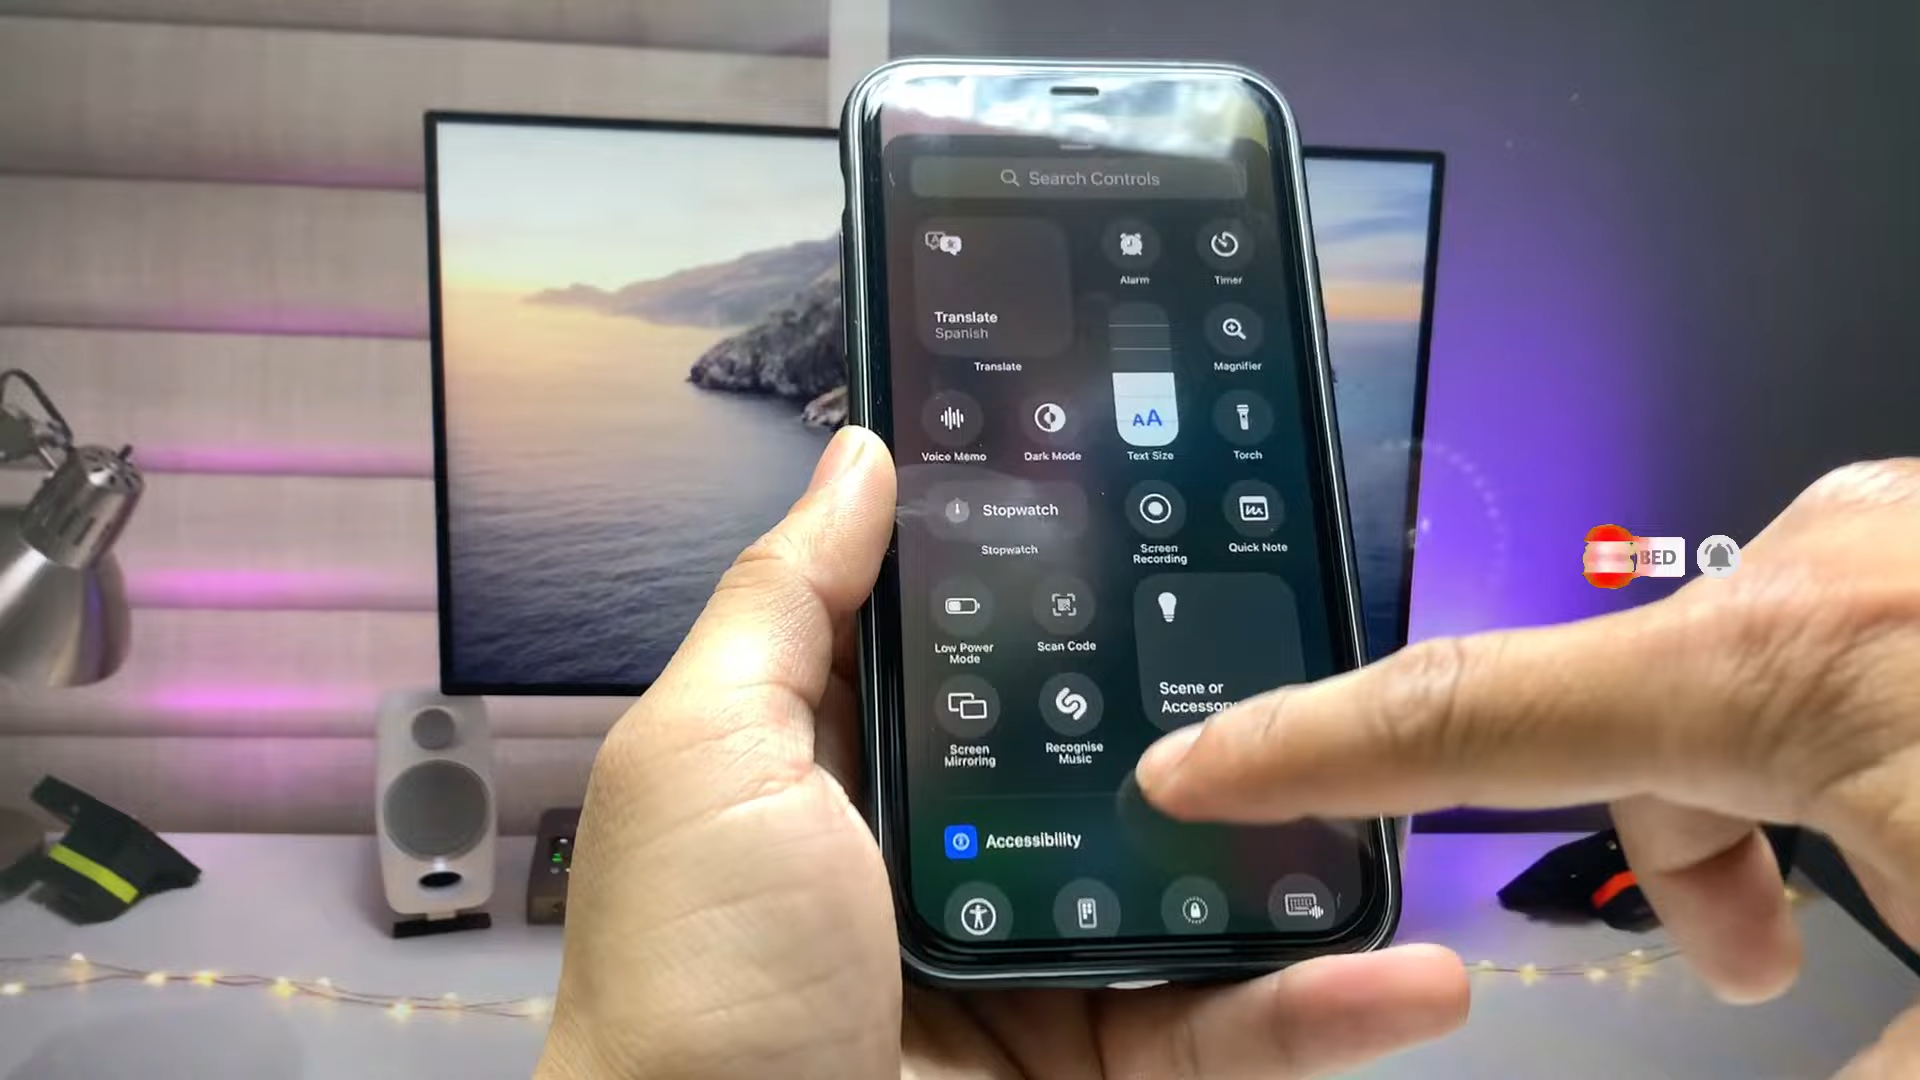 Search Controls
Alarm
Timer
Translate
Spanish
Translate
Magnifier
AA
Voice Memo
Dark Mode
Text Size
Torch
Stopwatch
Stopwatch
Screen
Recording
Quick Note
Low Power
Mode
Scan Code
Scene or
Accessory
Screen
Mirroring
Recognise
Music
Accessibility
BED